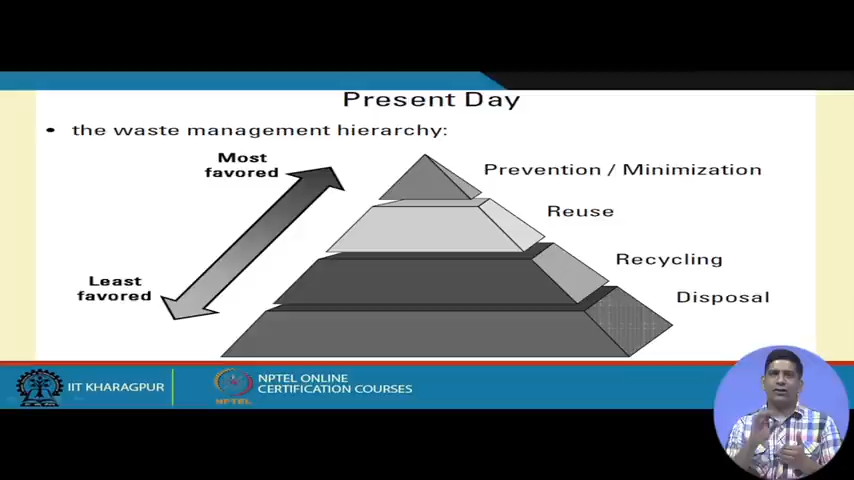 Present Day
• the waste management hierarchy:
Most
favored
Prevention / Minimization
Reuse
Recycling
Least
favored
Disposal
IIT KHARAGPUR
NPTEL
NPTEL ONLINE
CERTIFICATION COURSES